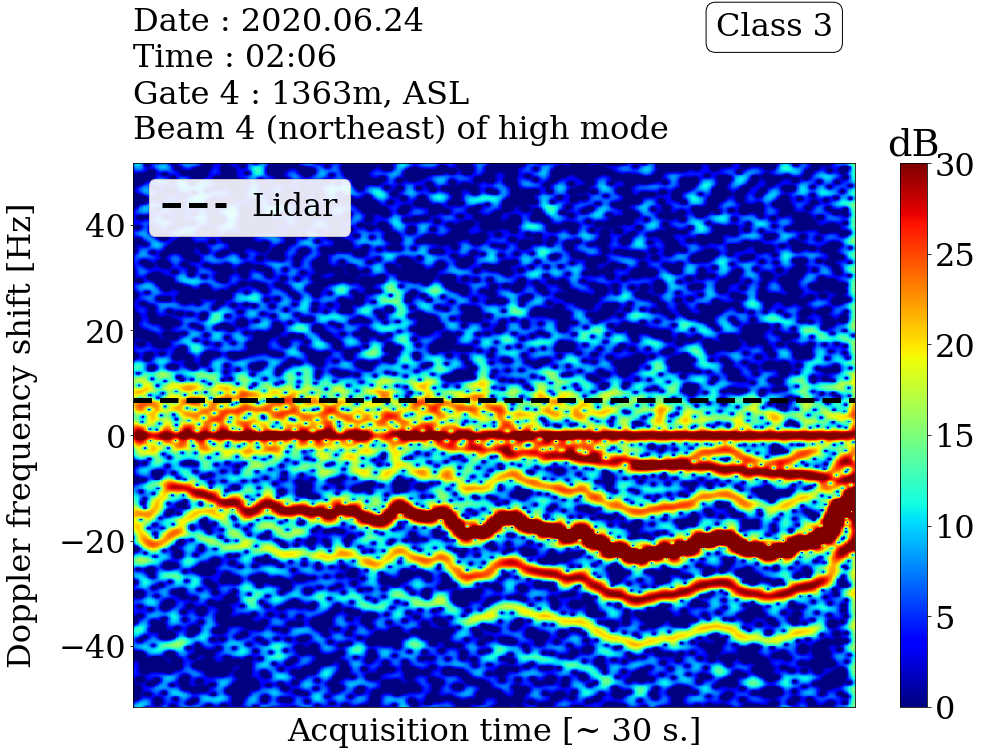 Date : 2020.06.24
Time : 02:06
Gate 4 : 1363m, ASL
Beam 4 (northeast) of high mode
Class 3
dB
Lidar
Doppler frequency shift [Hz]
40
20
0
−20
−40
30
25
20
15
10
5
0
Acquisition time [~ 30 s.]